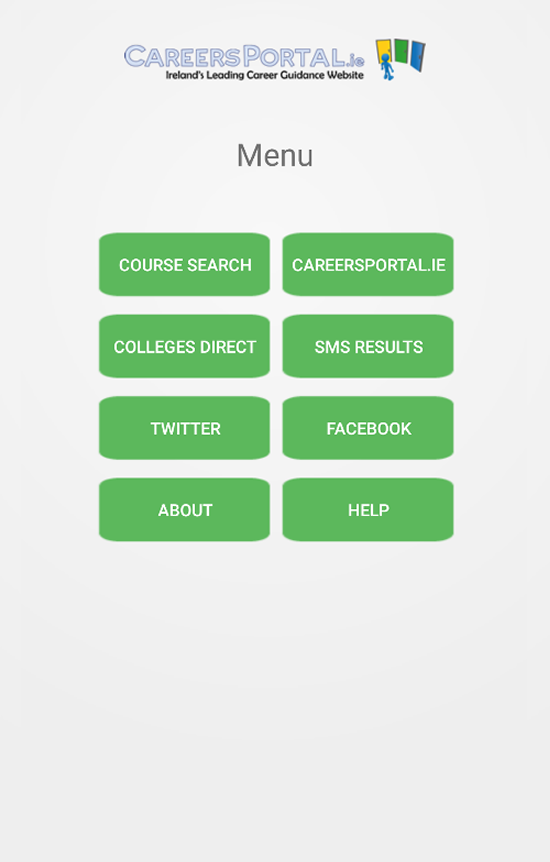 CAREERSPORTAL.ie
Ireland's Leading Career Guidance Website
Menu
COURSE SEARCH
CAREERSPORTAL.IE
COLLEGES DIRECT
SMS RESULTS
TWITTER
FACEBOOK
ABOUT
HELP